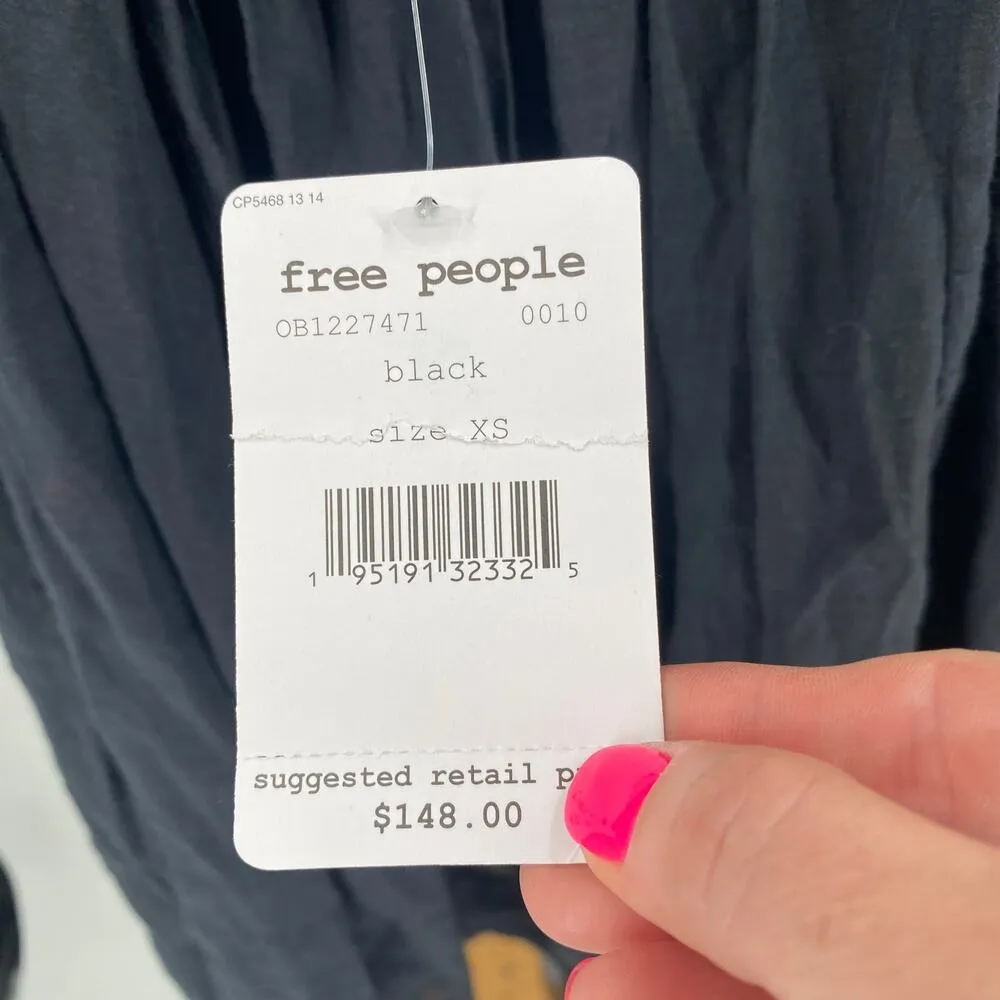 CP5468 13 14
free people
OB1227471 0010
black
size XS
1 95191 32332 5
suggested retail
$148.00